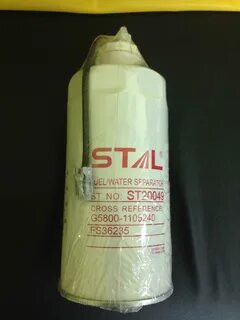 STAL
FUEL/WATER SEPARATOR
ST NO: ST20049
CROSS REFERENCE:
G5800-1105240
FS36235